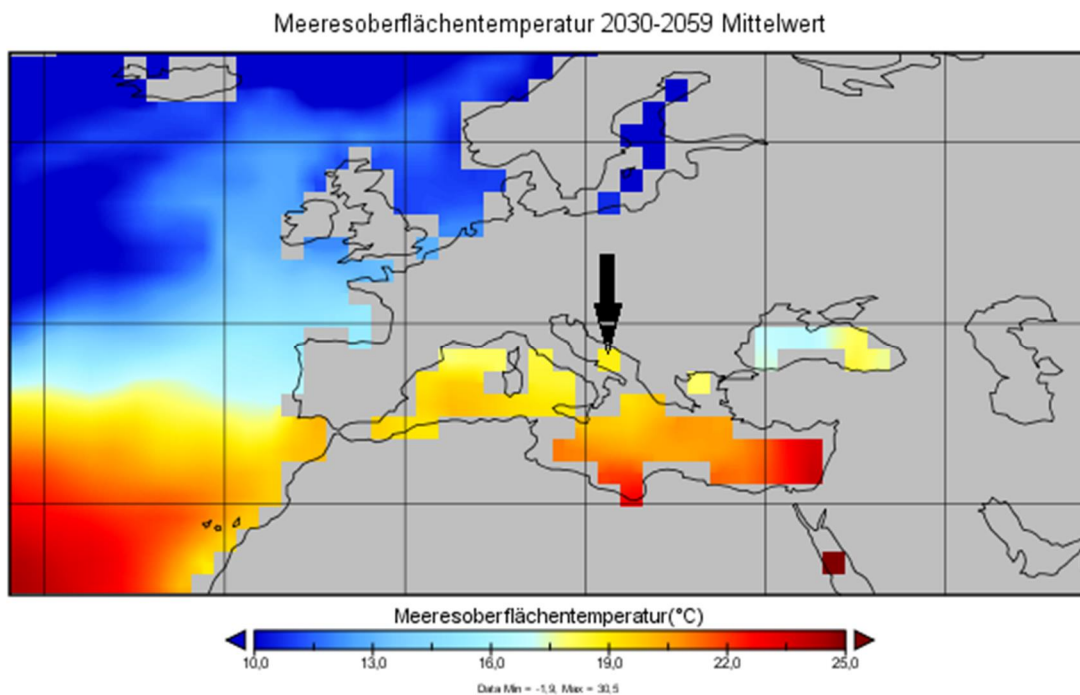 Meeresoberflächentemperatur 2030-2059 Mittelwert
Meeresoberflächentemperatur(°C)
10,0 13,0 16,0 19,0 22,0 25,0
Data Min = -1,9, Max = 30,5